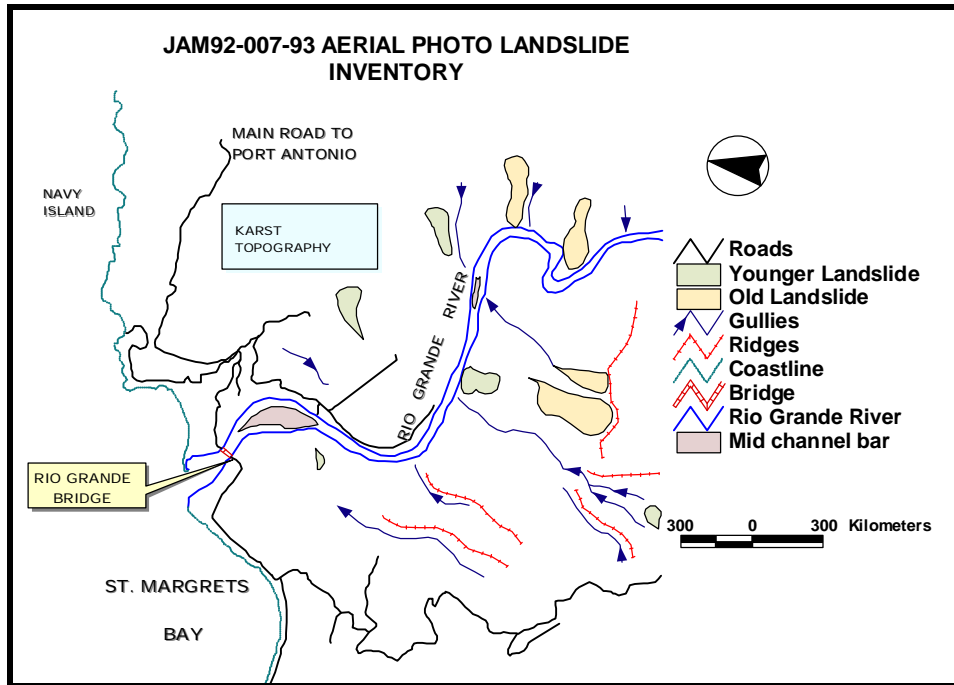 JAM92-007-93 AERIAL PHOTO LANDSLIDE
INVENTORY
MAIN ROAD TO
PORT ANTONIO
NAVY
ISLAND
KARST
TOPOGRAPHY
RIO GRANDE RIVER
RIO GRANDE
BRIDGE
ST. MARGRETS
BAY
Roads
Younger Landslide
Old Landslide
Gullies
Ridges
Coastline
Bridge
Rio Grande River
Mid channel bar
300 0 300 Kilometers